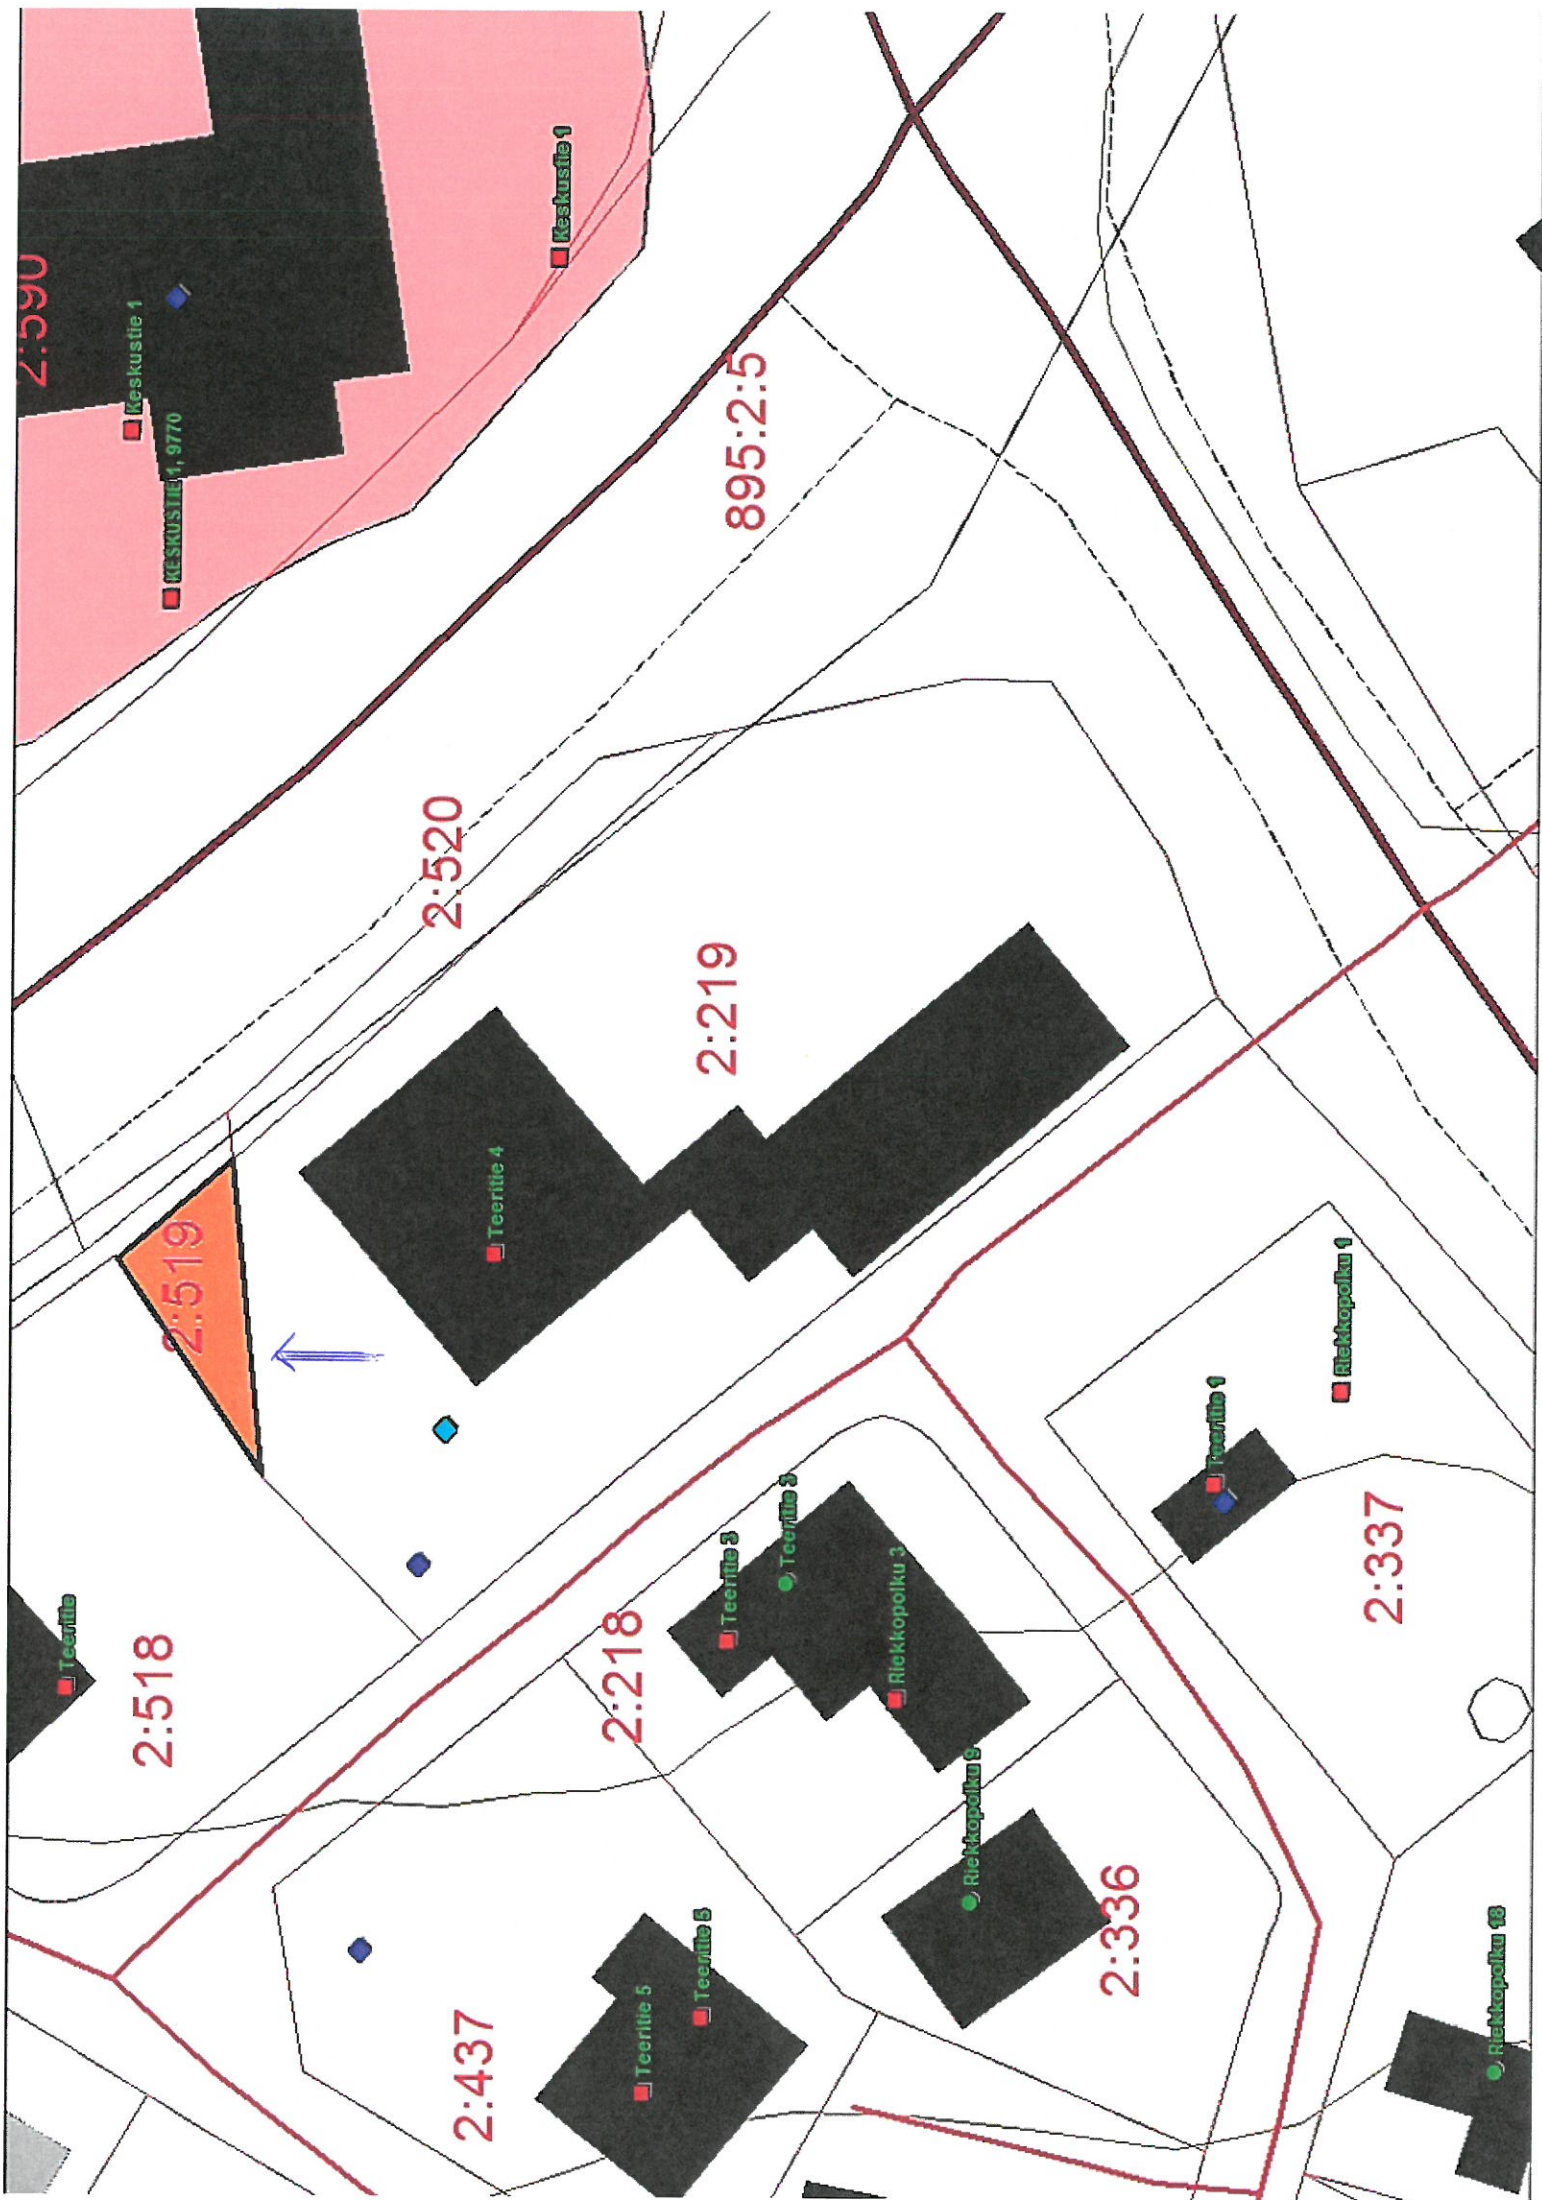 2:590
Keskustie 1
KESKUSTIE 1, 9770
Keskustie 1
895:2:5
2:520
2:219
2:519
Teeritie 4
Teeritie
2:518
2:218
Teeritie 3
Teeritie 3
Riekkopolku 3
Teeritie 1
Riekkopolku 1
2:337
Riekkopolku 9
2:336
Teeritie 5
Teeritie 5
2:437
Riekkopolku 18